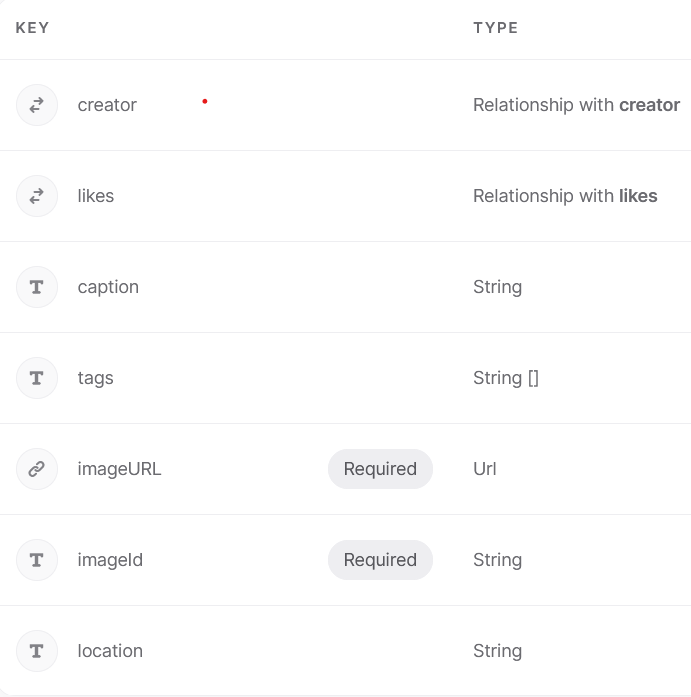 KEY TYPE
creator Relationship with creator
likes Relationship with likes
caption String
tags String []
imageURL Required Url
imageId Required String
location String